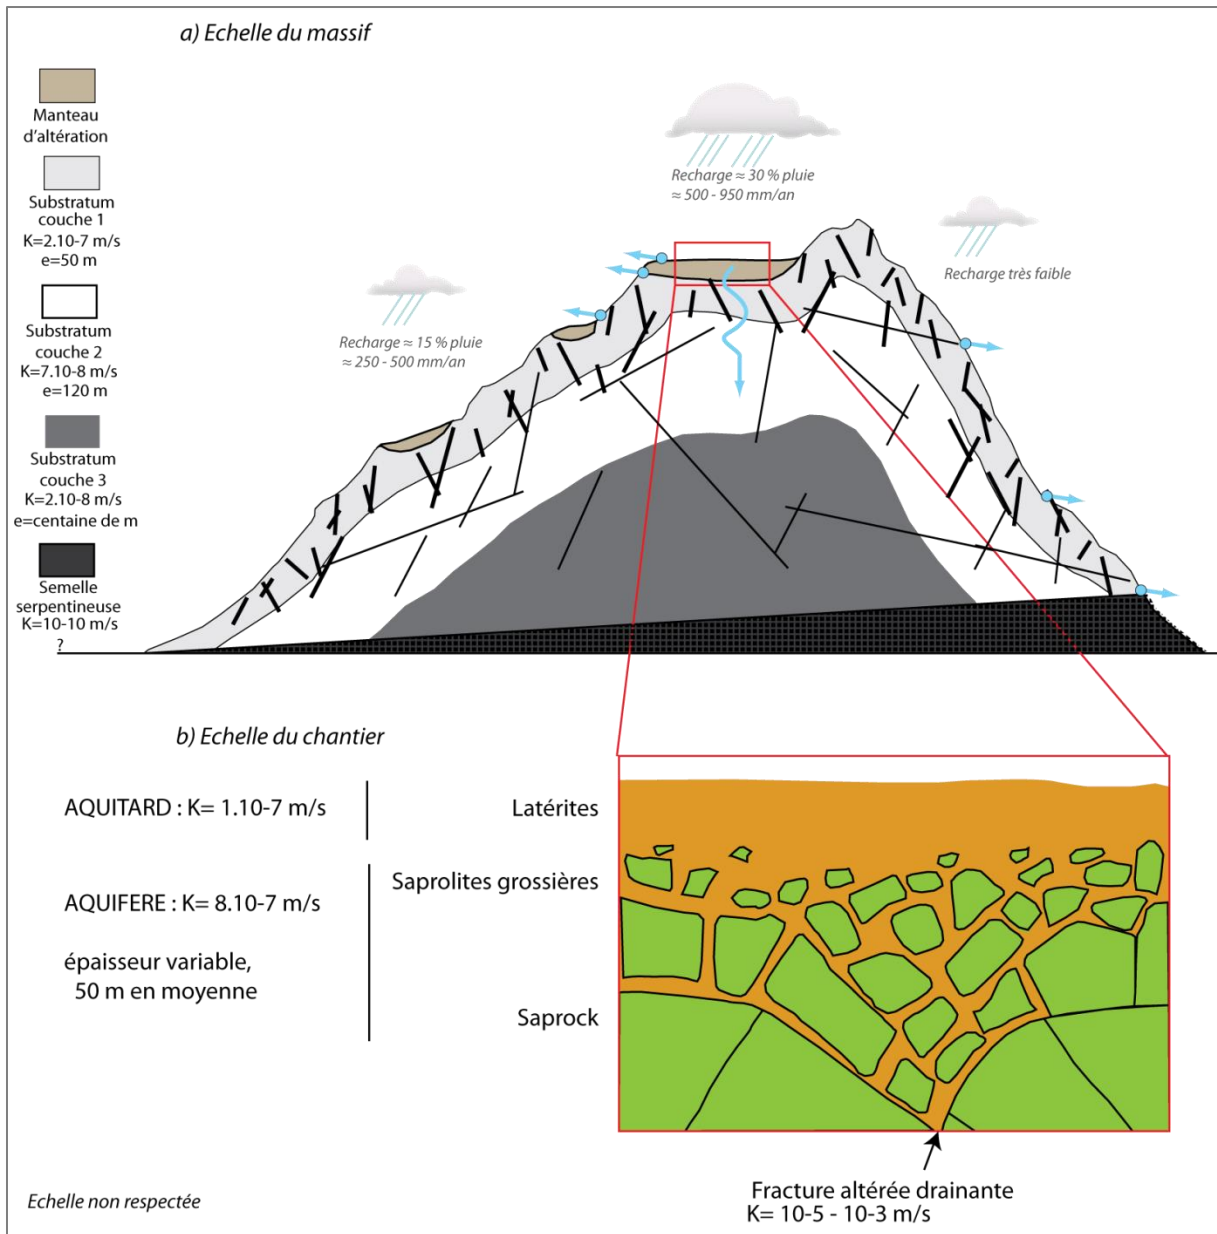 a) Echelle du massif
Manteau
d'altération
Substratum
couche 1
K=2.10-7 m/s
e=50 m
Substratum
couche 2
K=7.10-8 m/s
e=120 m
Substratum
couche 3
K=2.10-8 m/s
e=centaine de m
Semelle
serpentineuse
K=10-10 m/s
?
Recharge ≈ 30 % pluie
≈ 500 - 950 mm/an
Recharge très faible
Recharge ≈ 15 % pluie
≈ 250 - 500 mm/an
b) Echelle du chantier
AQUITARD : K= 1.10-7 m/s
Latérites
Saprolites grossières
AQUIFERE : K= 8.10-7 m/s
épaisseur variable,
50 m en moyenne
Saprock
Fracture altérée drainante
K= 10-5 - 10-3 m/s
Echelle non respectée